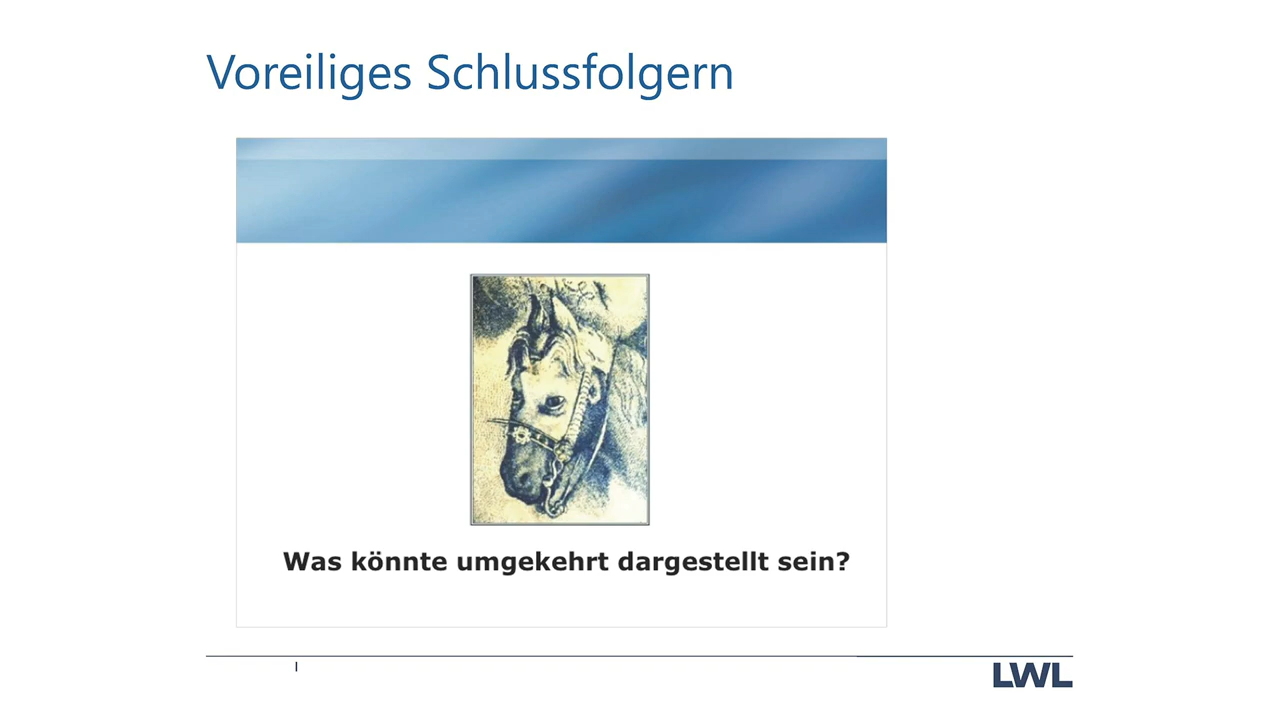 Voreiliges Schlussfolgern
Was könnte umgekehrt dargestellt sein?
LWL